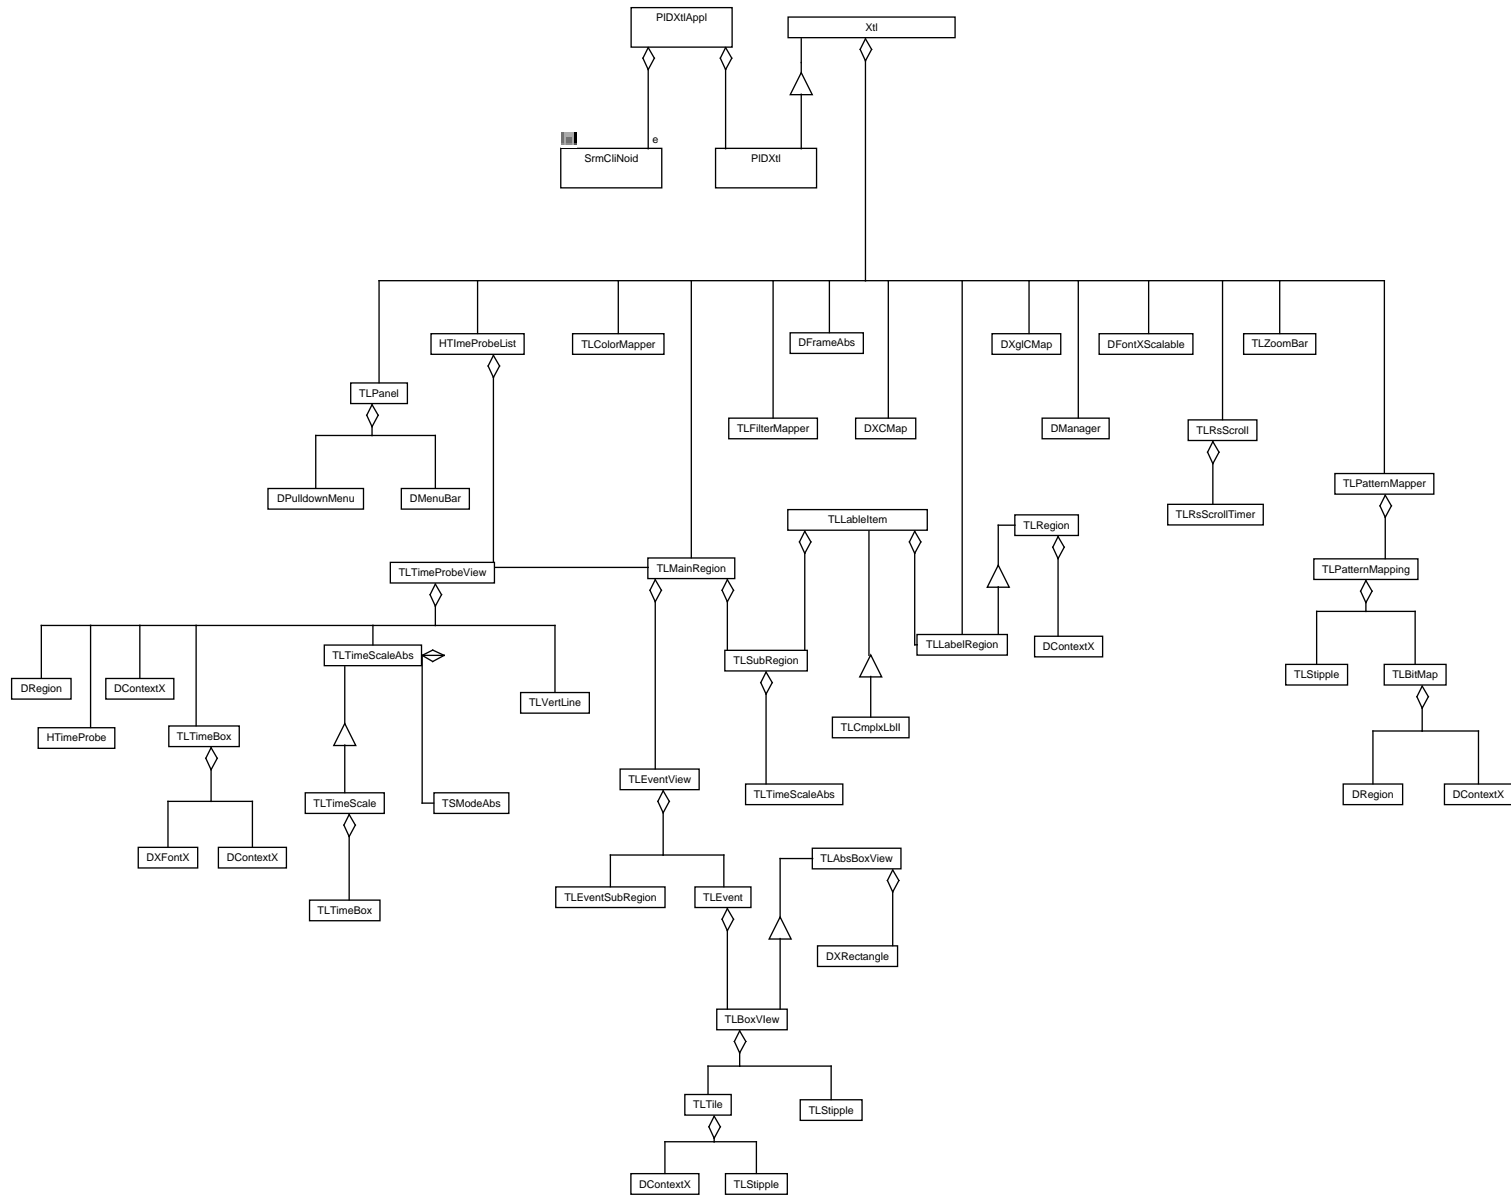 PIDXtlAppl
Xtl
e
SrmCliNoid
PIDXtl
HTImeProbeList
TLColorMapper
DFrameAbs
DXglCMap
DFontXScalable
TLZoomBar
TLPanel
TLFilterMapper
DXCMap
DManager
TLRsScroll
TLPatternMapper
DPulldownMenu
DMenuBar
TLRsScrollTimer
TLLableItem
TLRegion
TLTimeProbeView
TLMainRegion
TLPatternMapping
TLTimeScaleAbs
TLSubRegion
TLLabelRegion
DContextX
TLStipple
TLBitMap
DRegion
DContextX
TLVertLine
HTimeProbe
TLTimeBox
TLCmplxLblI
TLEventView
TLTimeScaleAbs
DRegion
DContextX
TLTimeScale
TSModeAbs
DXFontX
DContextX
TLAbsBoxView
TLTimeBox
TLEventSubRegion
TLEvent
DXRectangle
TLBoxVIew
TLTile
TLStipple
DContextX
TLStipple